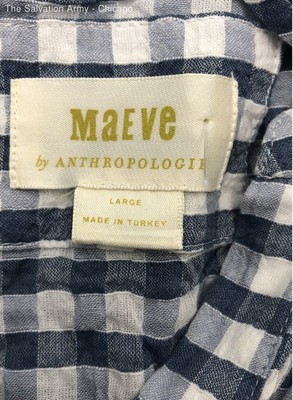 The Salvation Army - Chicago
MAEVE
by ANTHROPOLOGIE
LARGE
MADE IN TURKEY